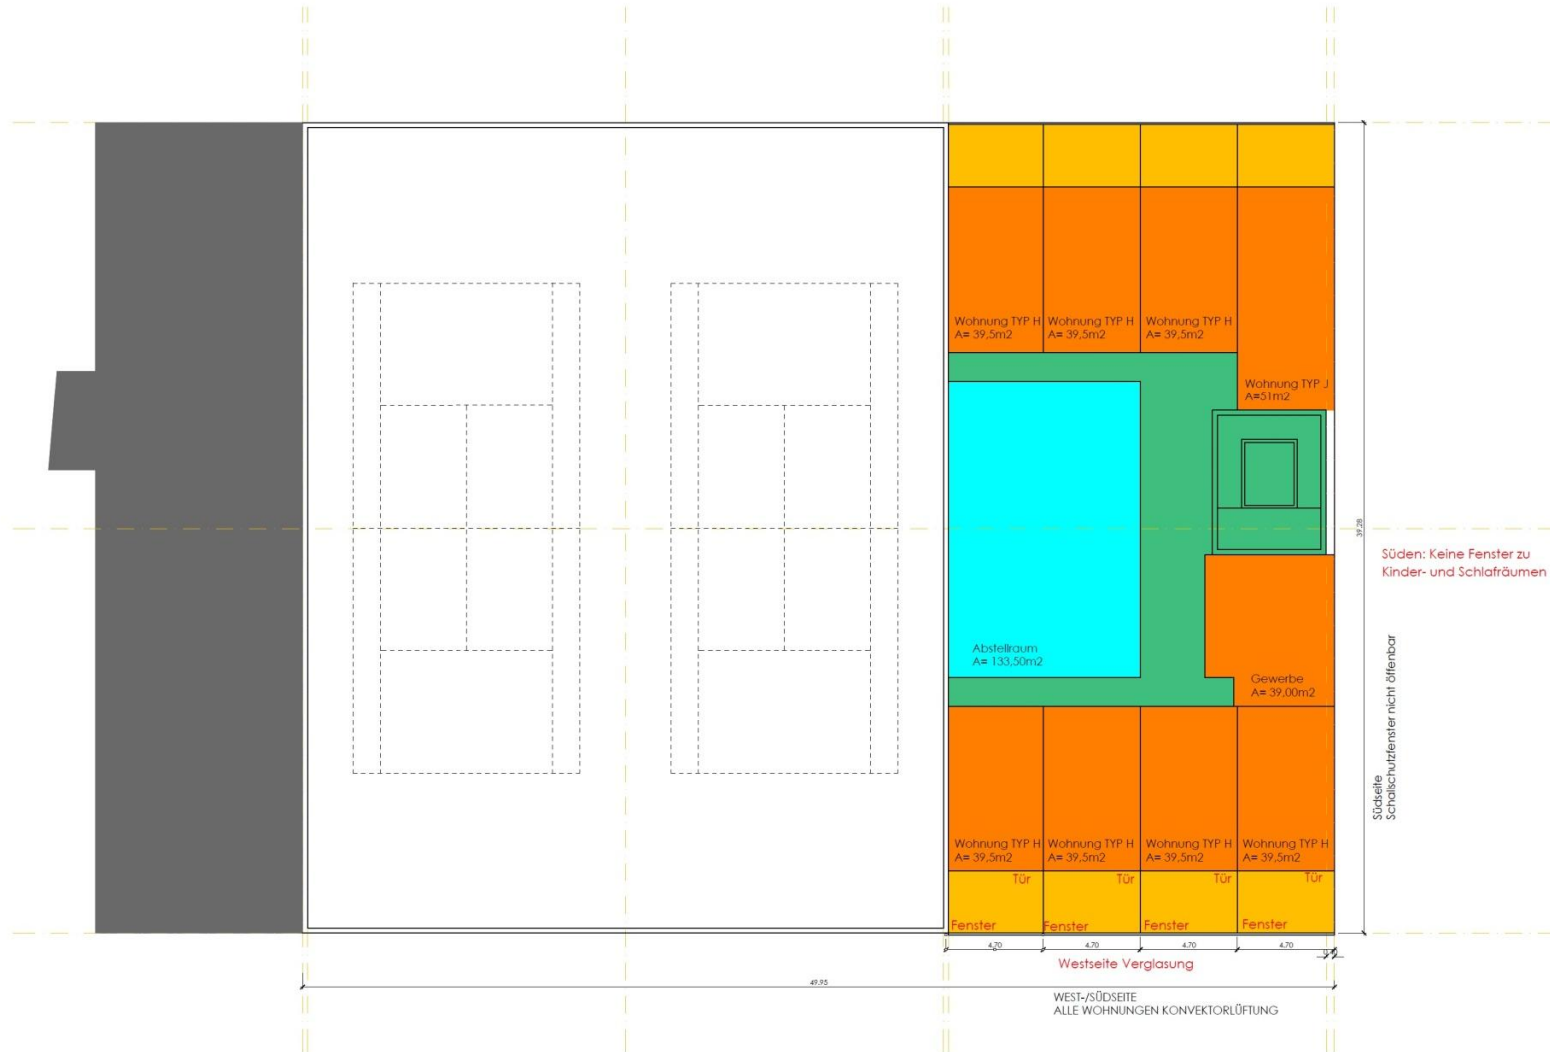 Wohnung TYP H
A= 39,5m2
Wohnung TYP H
A= 39,5m2
Wohnung TYP H
A= 39,5m2
Wohnung TYP J
A=51m2
39,28
Süden: Keine Fenster zu
Kinder- und Schlafräumen
Abstellraum
A= 133,50m2
Gewerbe
A= 39,00m2
Südseite
Schallschutzfenster nicht öffenbar
Wohnung TYP H
A= 39,5m2
Wohnung TYP H
A= 39,5m2
Wohnung TYP H
A= 39,5m2
Wohnung TYP H
A= 39,5m2
Tür
Tür
Tür
Tür
Fenster
Fenster
Fenster
Fenster
4,70
4,70
4,70
4,70
Westseite Verglasung
49,95
WEST-/SÜDSEITE
ALLE WOHNUNGEN KONVEKTORLÜFTUNG